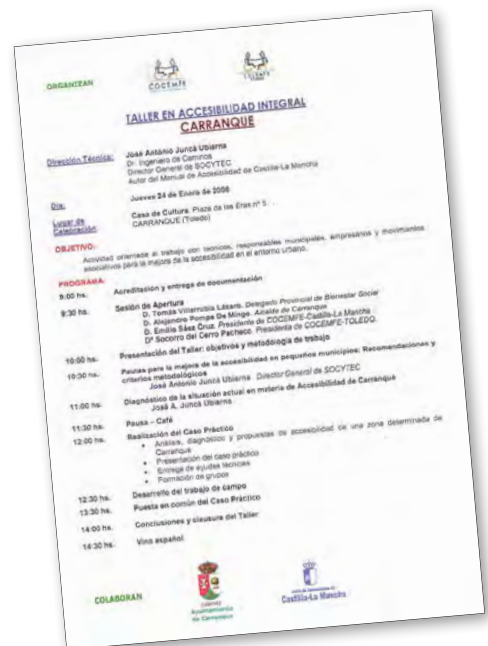 ORGANIZAN
COCEMFE
TALLER EN ACCESIBILIDAD INTEGRAL
CARRANQUE
Dirección Técnica:
José Antonio Juncà Ubierna
Dr. Ingeniero de Caminos
Director General de SOCYTEC
Autor del Manual de Accesibilidad de Castilla-La Mancha
Día:
Jueves 24 de Enero de 2008
Lugar de Celebración:
Casa de Cultura. Plaza de las Eras nº 5.
CARRANQUE (Toledo)
OBJETIVO:
Actividad orientada al trabajo con técnicos, responsables municipales, empresarios y movimientos
asociativos para la mejora de la accesibilidad en el entorno urbano.
PROGRAMA:
9:00 hs. Acreditación y entrega de documentación
9:30 hs. Sesión de Apertura
D. Tomás Villarrubia Lázaro. Delegado Provincial de Bienestar Social
D. Alejandro Pompa De Mingo. Alcalde de Carranque
D. Emilio Sáez Cruz. Presidente de COCEMFE-Castilla-La Mancha
Dª Socorro del Cerro Pacheco. Presidenta de COCEMFE-TOLEDO.
10:00 hs. Presentación del Taller: objetivos y metodología de trabajo
10:30 hs. Pautas para la mejora de la accesibilidad en pequeños municipios: Recomendaciones y
criterios metodológicos
José Antonio Juncà Ubierna. Director General de SOCYTEC
11:00 hs. Diagnóstico de la situación actual en materia de Accesibilidad de Carranque
José A. Juncà Ubierna
11:30 hs. Pausa – Café
12:00 hs. Realización del Caso Práctico
• Análisis, diagnóstico y propuestas de accesibilidad de una zona determinada de
Carranque
• Presentación del caso práctico
• Entrega de ayudas técnicas
• Formación de grupos
12:30 hs. Desarrollo del trabajo de campo
13:30 hs. Puesta en común del Caso Práctico
14:00 hs. Conclusiones y clausura del Taller
14:30 hs. Vino español
COLABORAN
Ayuntamiento
de Carranque
Castilla-La Mancha